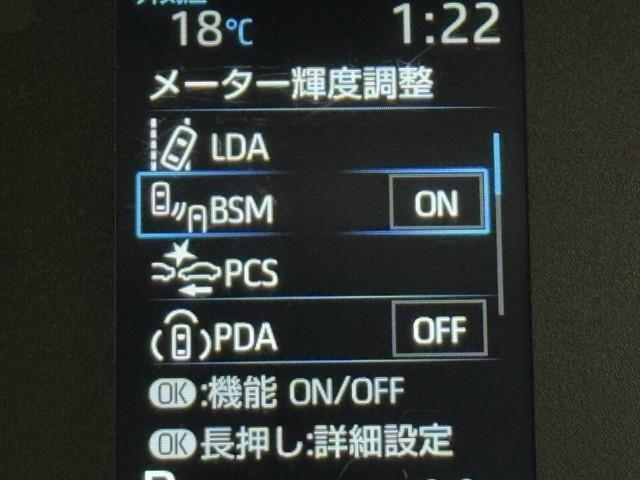 18℃ 1:22
メーター輝度調整
LDA
BSM ON
PCS
PDA OFF
OK:機能 ON/OFF
OK長押し:詳細設定